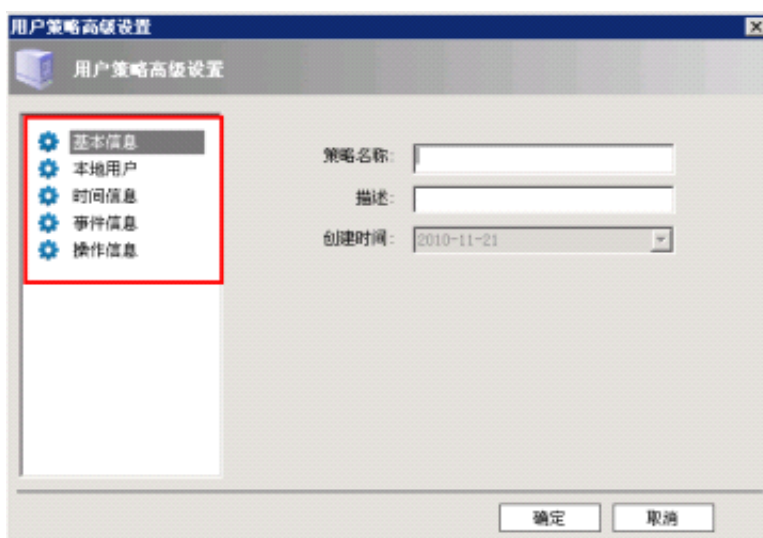 用户策略高级设置
用户策略高级设置
基本信息
本地用户
时间信息
事件信息
操作信息
策略名称:
描述:
创建时间: 2010-11-21
确定 取消